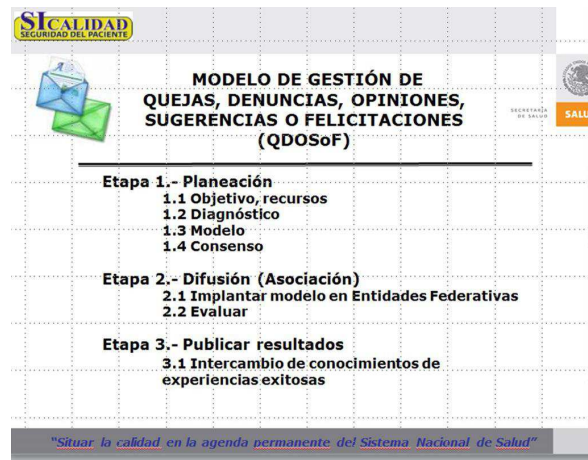 SICALIDAD
SEGURIDAD DEL PACIENTE
MODELO DE GESTIÓN DE
QUEJAS, DENUNCIAS, OPINIONES,
SUGERENCIAS O FELICITACIONES
(QDOSoF)
SECRETARÍA
DE SALUD
SALU
Etapa 1.- Planeación
1.1 Objetivo, recursos
1.2 Diagnóstico
1.3 Modelo
1.4 Consenso
Etapa 2.- Difusión (Asociación)
2.1 Implantar modelo en Entidades Federativas
2.2 Evaluar
Etapa 3.- Publicar resultados
3.1 Intercambio de conocimientos de
experiencias exitosas
"Situar la calidad en la agenda permanente del Sistema Nacional de Salud"